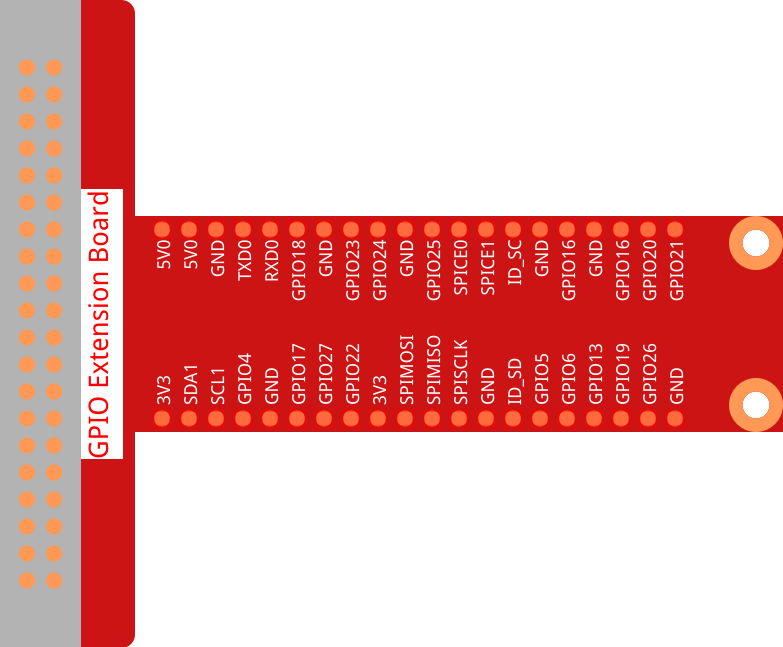 GPIO Extension Board
5V0 5V0 GND TXD0 RXD0 GPIO18 GND GPIO23 GPIO24 GND GPIO25 SPICE0 SPICE1 ID_SC GND GPIO16 GND GPIO16 GPIO20 GPIO21
3V3 SDA1 SCL1 GPIO4 GND GPIO17 GPIO27 GPIO22 3V3 SPIMOSI SPIMISO SPISCLK GND ID_SD GPIO5 GPIO6 GPIO13 GPIO19 GPIO26 GND